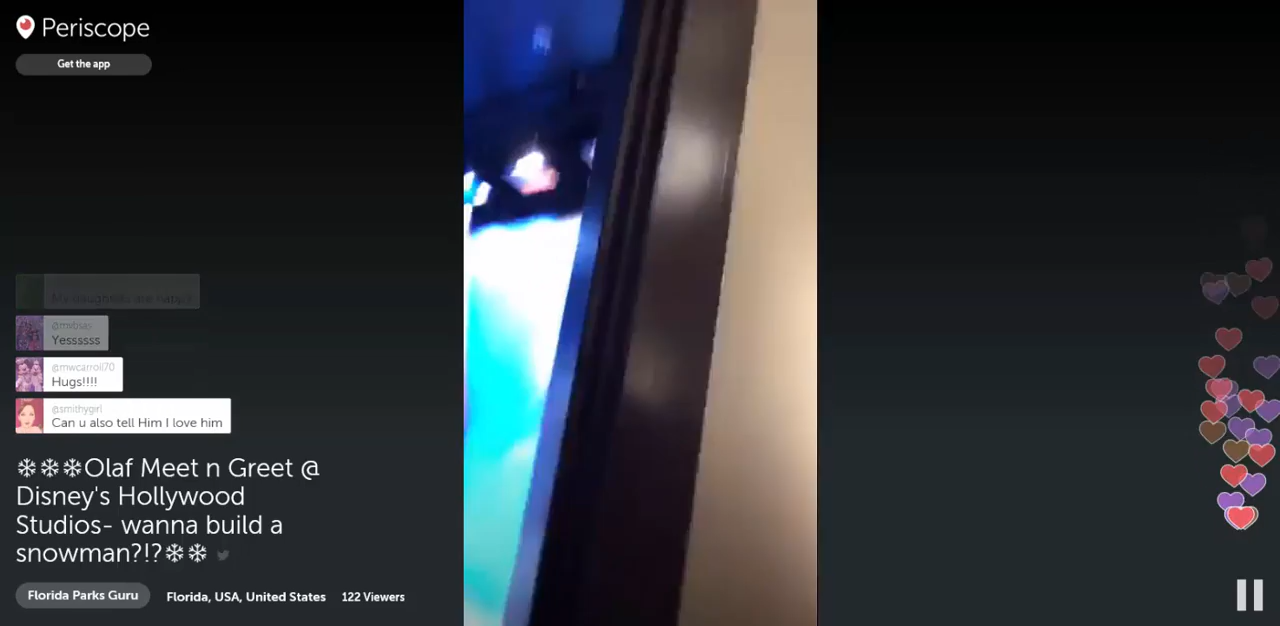 Periscope
Get the app
@mvbsas
Yessssss
@mwcarroll70
Hugs!!!!
@smithygirl
Can u also tell Him I love him
❄❄❄Olaf Meet n Greet @
Disney's Hollywood
Studios- wanna build a
snowman?!?❄❄
Florida Parks Guru
Florida, USA, United States
122 Viewers